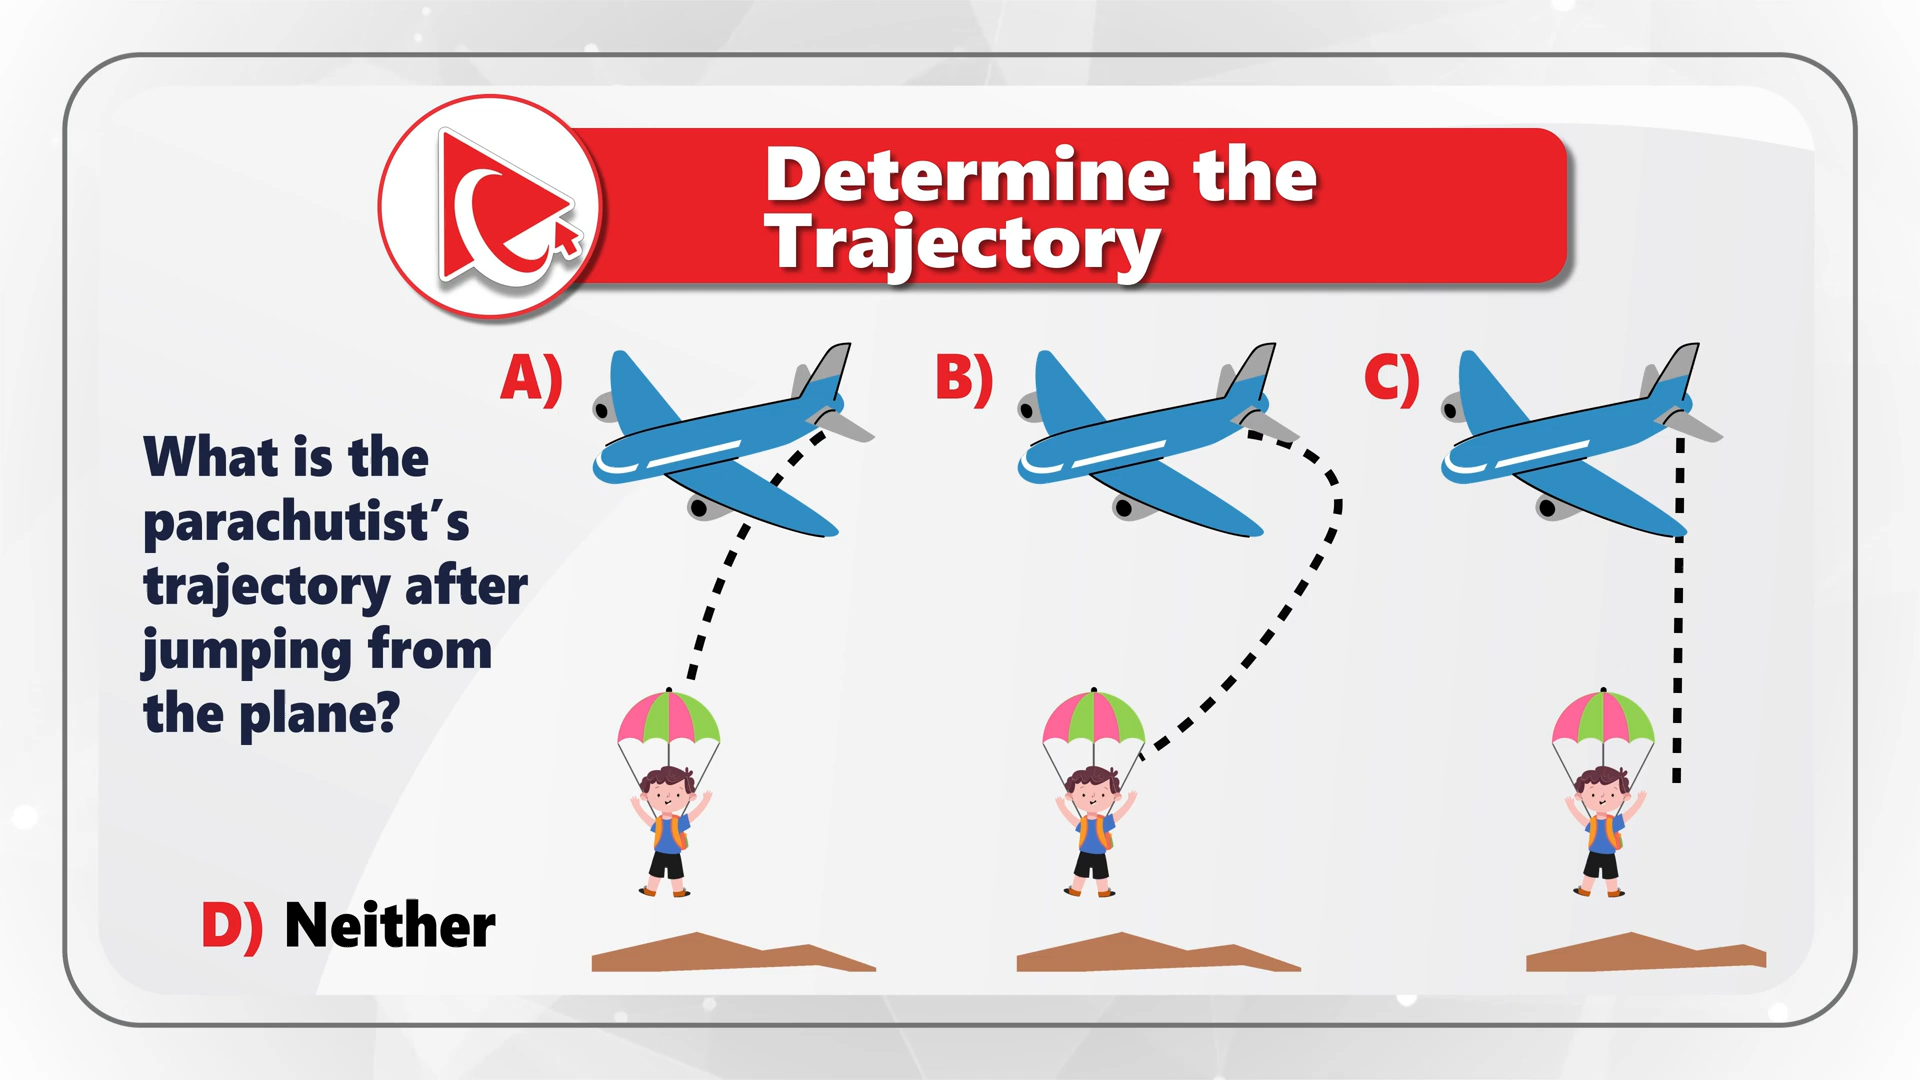 Determine the
Trajectory
A)
B)
C)
What is the
parachutist’s
trajectory after
jumping from
the plane?
D) Neither